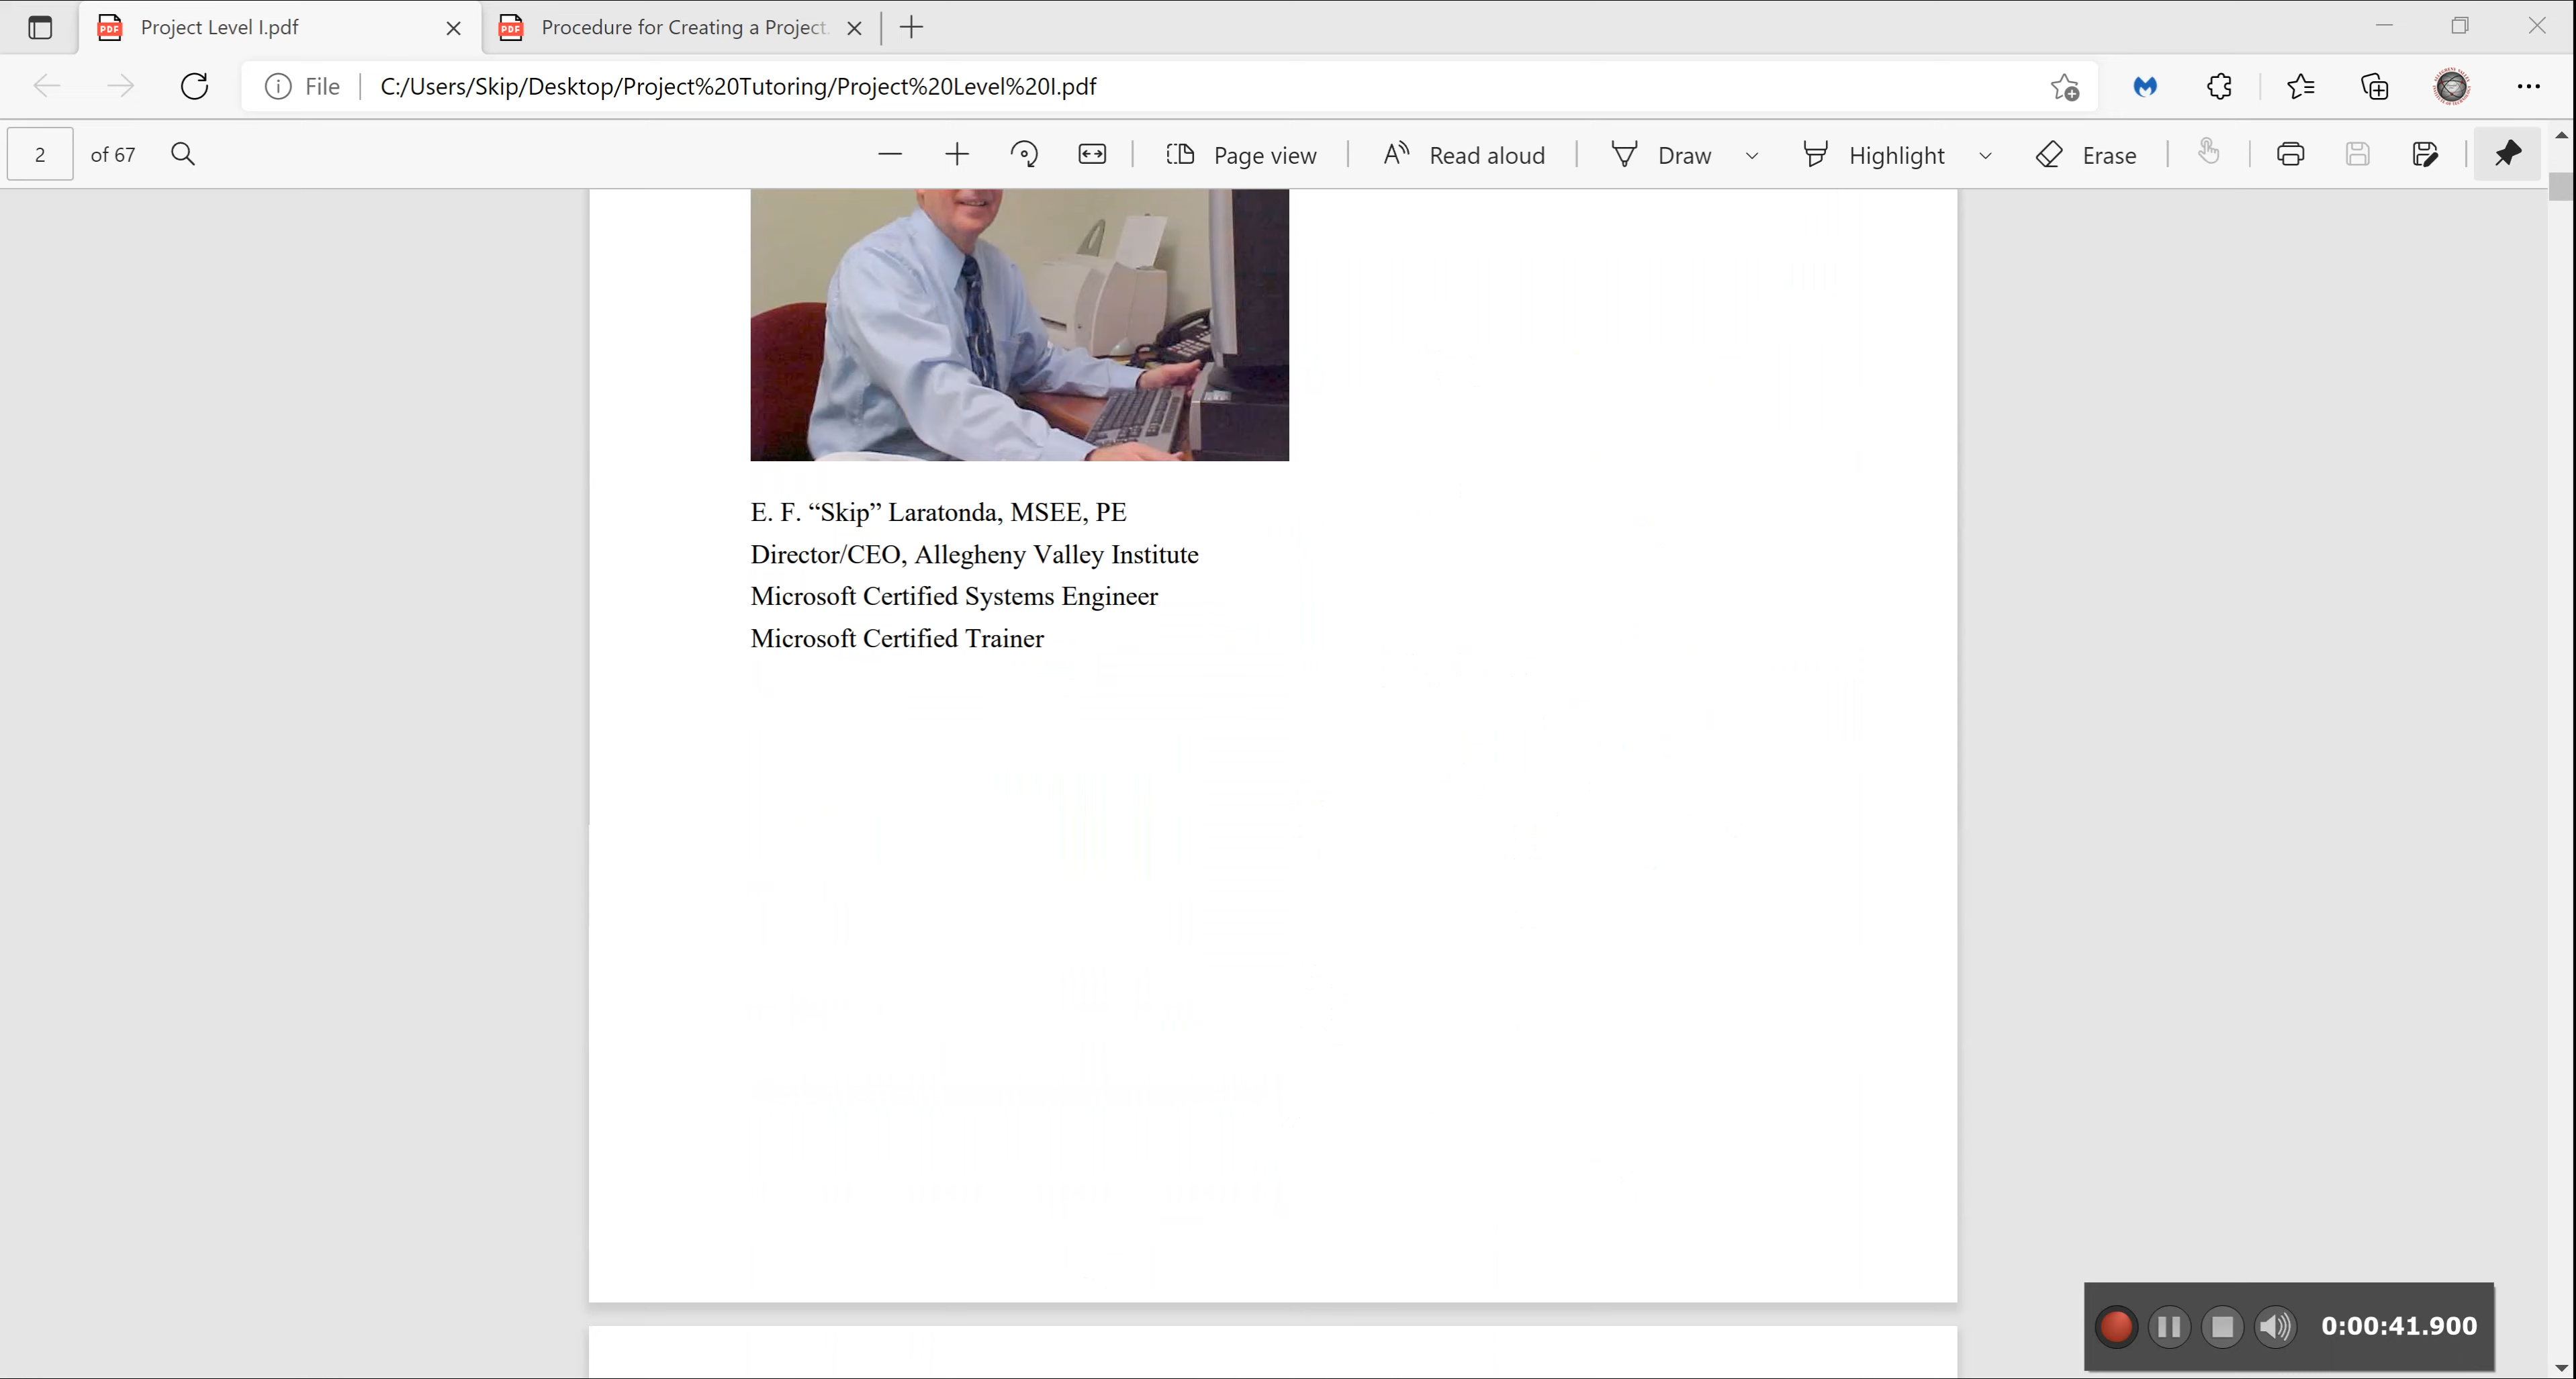 Project Level I.pdf
Procedure for Creating a Project.
File
C:/Users/Skip/Desktop/Project%20Tutoring/Project%20Level%20I.pdf
2 of 67
Page view
Read aloud
Draw
Highlight
Erase
E. F. “Skip” Laratonda, MSEE, PE
Director/CEO, Allegheny Valley Institute
Microsoft Certified Systems Engineer
Microsoft Certified Trainer
0:00:41.900